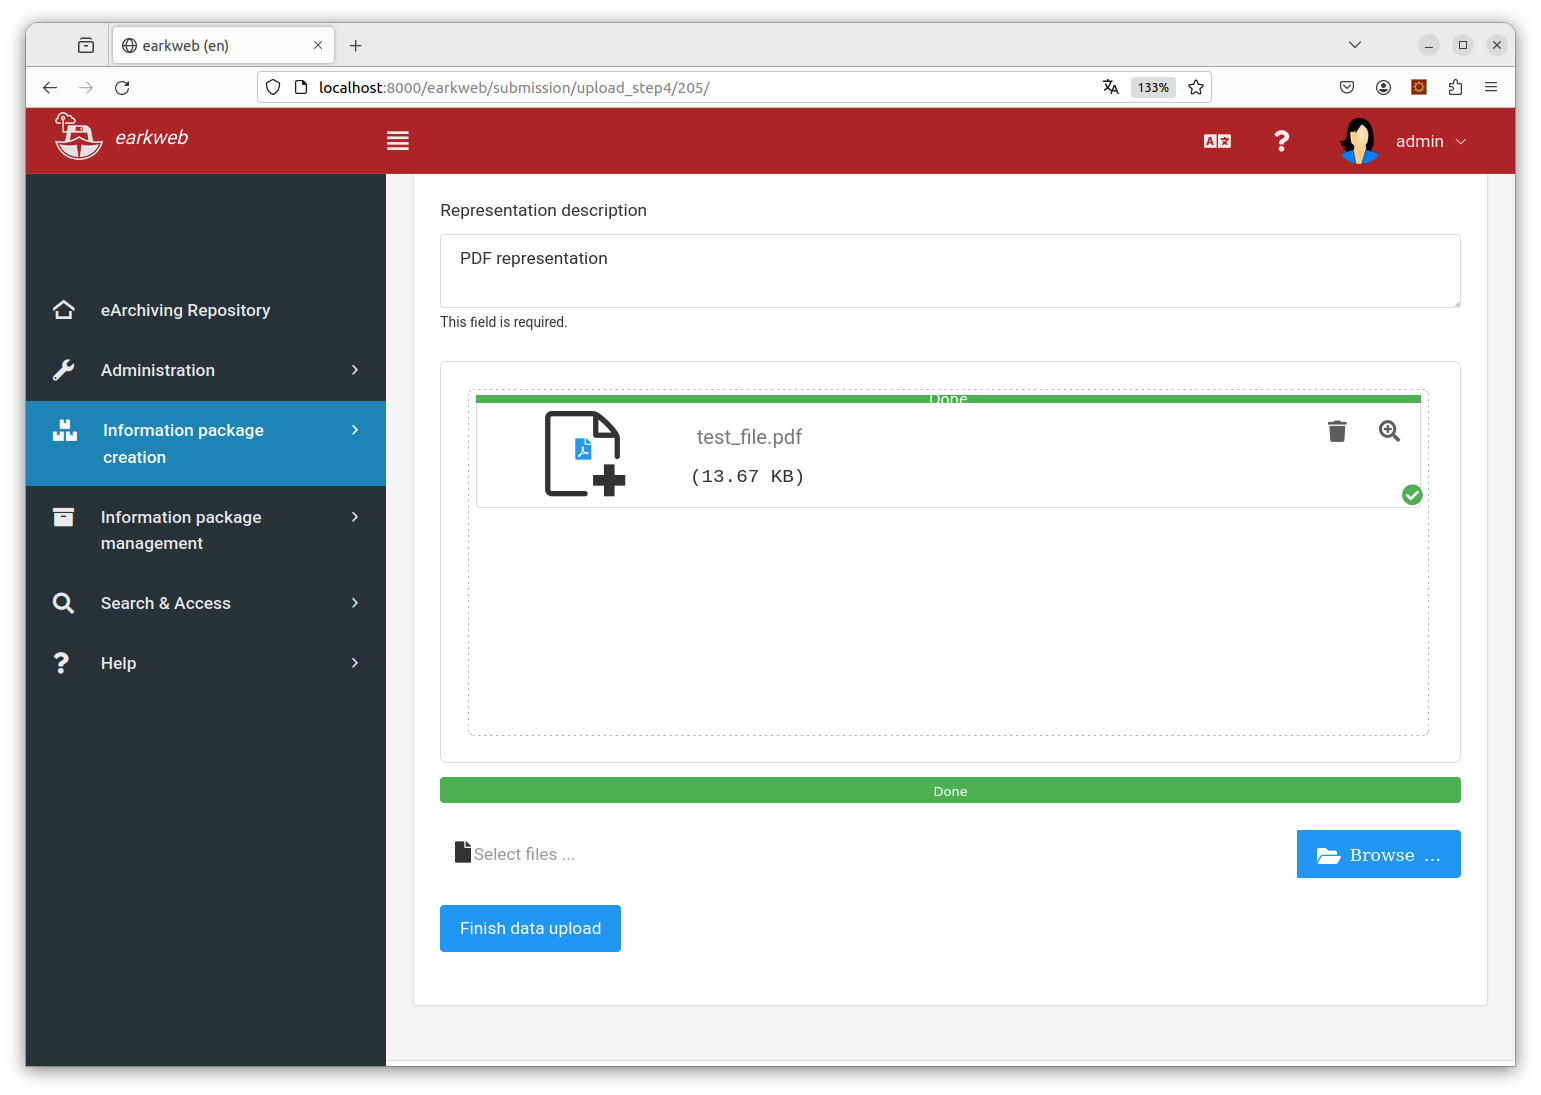 earkweb (en)
localhost:8000/earkweb/submission/upload_step4/205/
133%
earkweb
A
admin
eArchiving Repository
Administration
Information package
creation
Information package
management
Search & Access
Help
Representation description
PDF representation
This field is required.
Done
test_file.pdf
(13.67 KB)
Done
Select files ...
Browse ...
Finish data upload